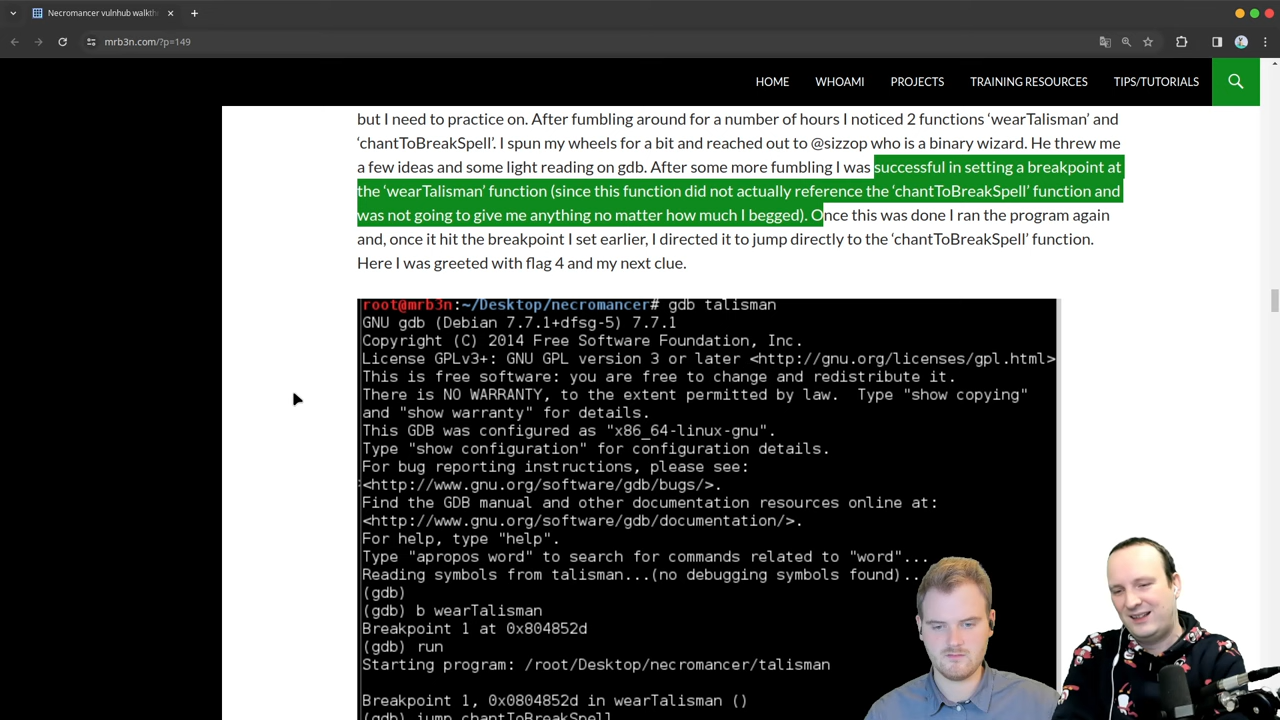 Necromancer vulnhub walkth
mrb3n.com/?p=149
HOME WHOAMI PROJECTS TRAINING RESOURCES TIPS/TUTORIALS
but I need to practice on. After fumbling around for a number of hours I noticed 2 functions ‘wearTalisman’ and
‘chantToBreakSpell’. I spun my wheels for a bit and reached out to @sizzop who is a binary wizard. He threw me
a few ideas and some light reading on gdb. After some more fumbling I was successful in setting a breakpoint at
the ‘wearTalisman’ function (since this function did not actually reference the ‘chantToBreakSpell’ function and
was not going to give me anything no matter how much I begged). Once this was done I ran the program again
and, once it hit the breakpoint I set earlier, I directed it to jump directly to the ‘chantToBreakSpell’ function.
Here I was greeted with flag 4 and my next clue.
root@mrb3n:~/Desktop/necromancer# gdb talisman
GNU gdb (Debian 7.7.1+dfsg-5) 7.7.1
Copyright (C) 2014 Free Software Foundation, Inc.
License GPLv3+: GNU GPL version 3 or later <http://gnu.org/licenses/gpl.html>
This is free software: you are free to change and redistribute it.
There is NO WARRANTY, to the extent permitted by law.  Type "show copying"
and "show warranty" for details.
This GDB was configured as "x86_64-linux-gnu".
Type "show configuration" for configuration details.
For bug reporting instructions, please see:
<http://www.gnu.org/software/gdb/bugs/>.
Find the GDB manual and other documentation resources online at:
<http://www.gnu.org/software/gdb/documentation/>.
For help, type "help".
Type "apropos word" to search for commands related to "word"...
Reading symbols from talisman...(no debugging symbols found)...
(gdb)
(gdb) b wearTalisman
Breakpoint 1 at 0x804852d
(gdb) run
Starting program: /root/Desktop/necromancer/talisman
Breakpoint 1, 0x0804852d in wearTalisman ()
(gdb) jump chantToBreakSpell